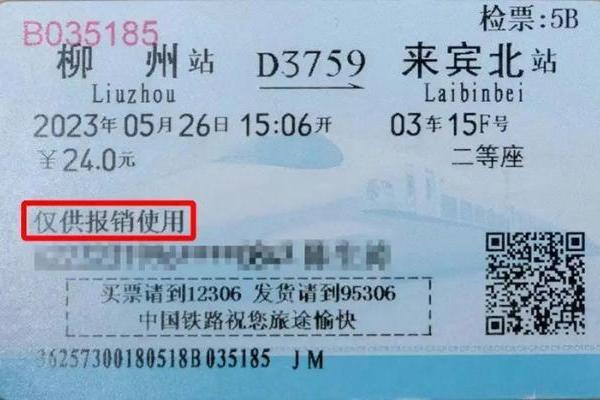 检票:5B
B035185
柳州站 D3759 来宾北站
Liuzhou Laibinbei
2023年05月26日 15:06开 03车15F号
￥24.0元 二等座
仅供报销使用
买票请到12306 发货请到95306
中国铁路祝您旅途愉快
36257300180518B035185 JM